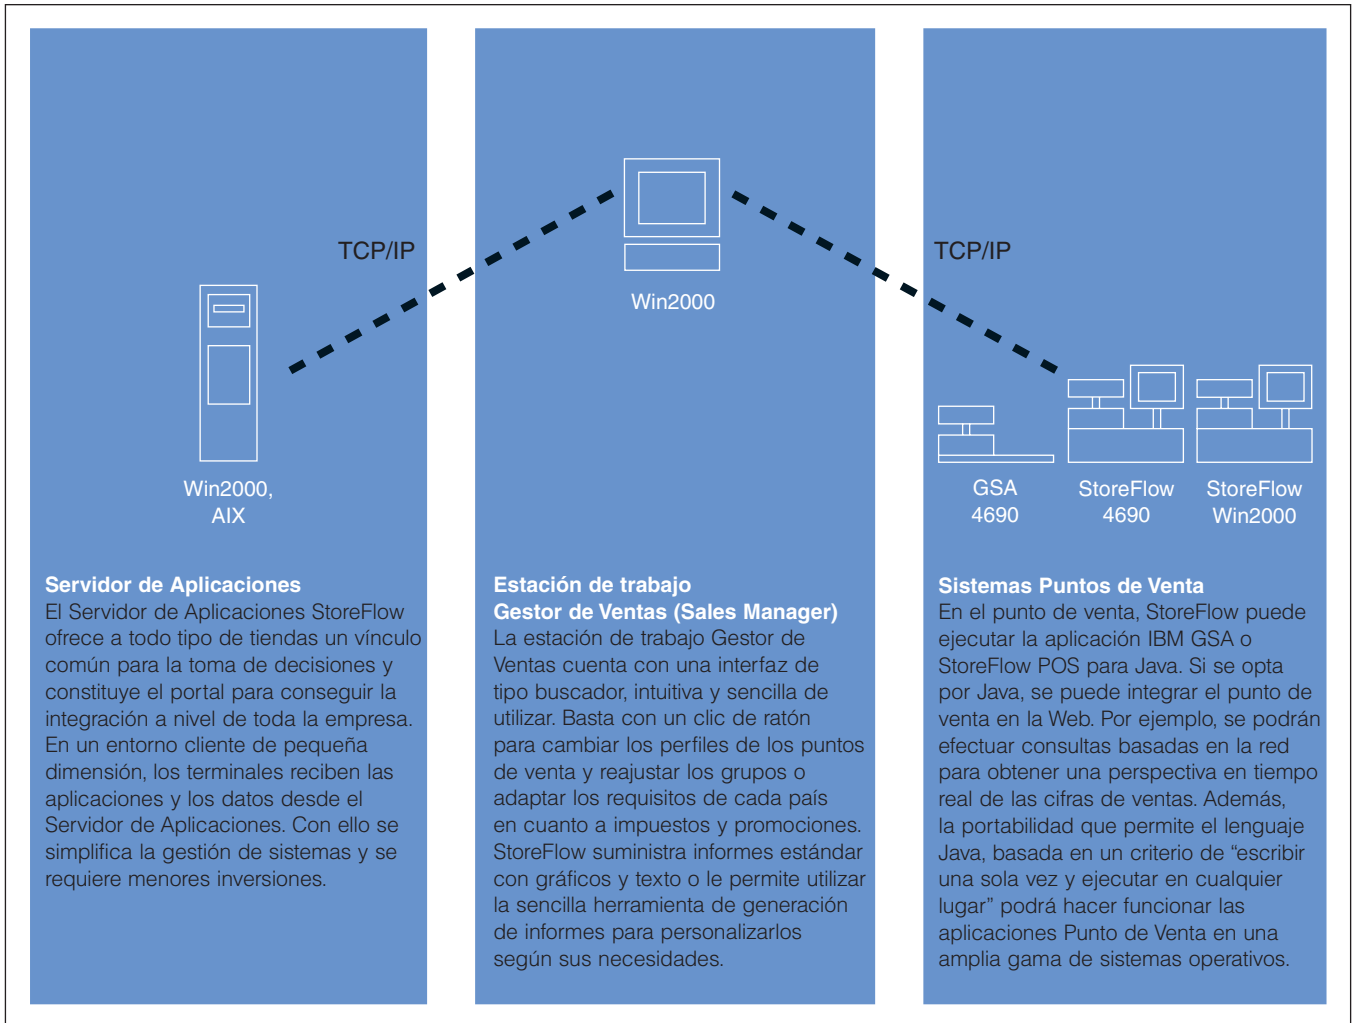 TCP/IP
Win2000,
AIX
Servidor de Aplicaciones
El Servidor de Aplicaciones StoreFlow
ofrece a todo tipo de tiendas un vínculo
común para la toma de decisiones y
constituye el portal para conseguir la
integración a nivel de toda la empresa.
En un entorno cliente de pequeña
dimensión, los terminales reciben las
aplicaciones y los datos desde el
Servidor de Aplicaciones. Con ello se
simplifica la gestión de sistemas y se
requiere menores inversiones.
Win2000
Estación de trabajo
Gestor de Ventas (Sales Manager)
La estación de trabajo Gestor de
Ventas cuenta con una interfaz de
tipo buscador, intuitiva y sencilla de
utilizar. Basta con un clic de ratón
para cambiar los perfiles de los puntos
de venta y reajustar los grupos o
adaptar los requisitos de cada país
en cuanto a impuestos y promociones.
StoreFlow suministra informes estándar
con gráficos y texto o le permite utilizar
la sencilla herramienta de generación
de informes para personalizarlos
según sus necesidades.
TCP/IP
GSA
4690
StoreFlow
4690
StoreFlow
Win2000
Sistemas Puntos de Venta
En el punto de venta, StoreFlow puede
ejecutar la aplicación IBM GSA o
StoreFlow POS para Java. Si se opta
por Java, se puede integrar el punto de
venta en la Web. Por ejemplo, se podrán
efectuar consultas basadas en la red
para obtener una perspectiva en tiempo
real de las cifras de ventas. Además,
la portabilidad que permite el lenguaje
Java, basada en un criterio de “escribir
una sola vez y ejecutar en cualquier
lugar” podrá hacer funcionar las
aplicaciones Punto de Venta en una
amplia gama de sistemas operativos.